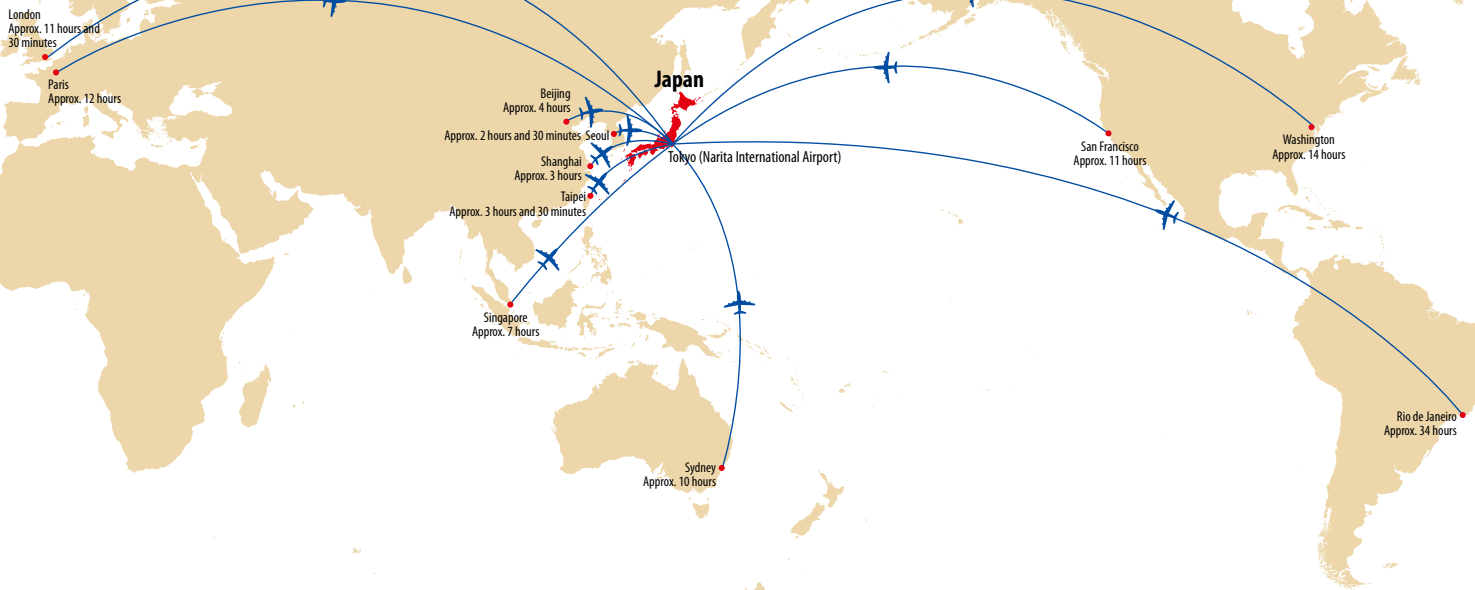 London
Approx. 11 hours and
30 minutes
Paris
Approx. 12 hours
Japan
Beijing
Approx. 4 hours
Approx. 2 hours and 30 minutes Seoul
Tokyo (Narita International Airport)
Shanghai
Approx. 3 hours
Taipei
Approx. 3 hours and 30 minutes
San Francisco
Approx. 11 hours
Washington
Approx. 14 hours
Singapore
Approx. 7 hours
Rio de Janeiro
Approx. 34 hours
Sydney
Approx. 10 hours